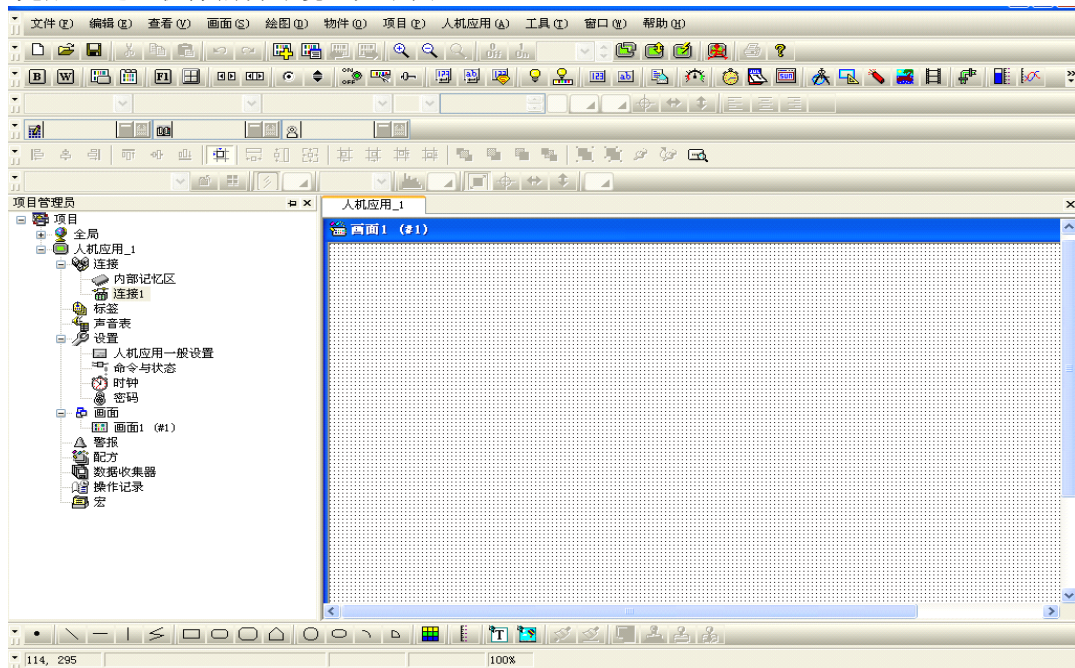 文件(F) 编辑(E) 查看(V) 画面(S) 绘图(D) 物件(O) 项目(P) 人机应用(A) 工具(T) 窗口(W) 帮助(H)
项目管理员
人机应用_1
项目
画面1 (#1)
全局
人机应用_1
连接
内部记忆区
连接1
标签
声音表
设置
人机应用一般设置
命令与状态
时钟
密码
画面
画面1 (#1)
警报
配方
数据收集器
操作记录
宏
114, 295
100%